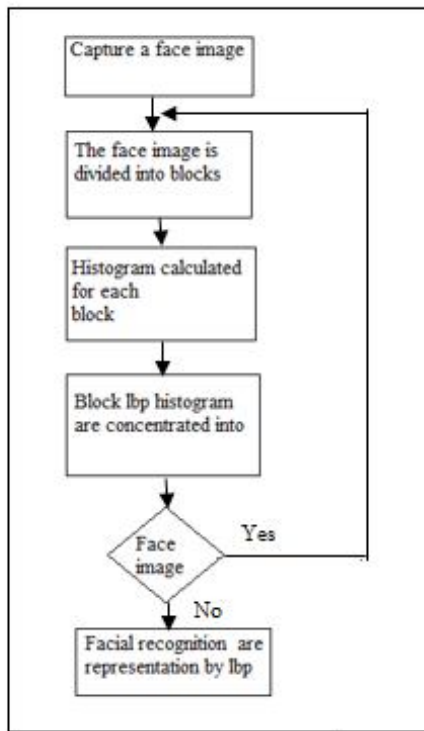 Capture a face image
The face image is
divided into blocks
Histogram calculated
for each
block
Block lbp histogram
are concentrated into
Face
image
Yes
No
Facial recognition are
representation by lbp